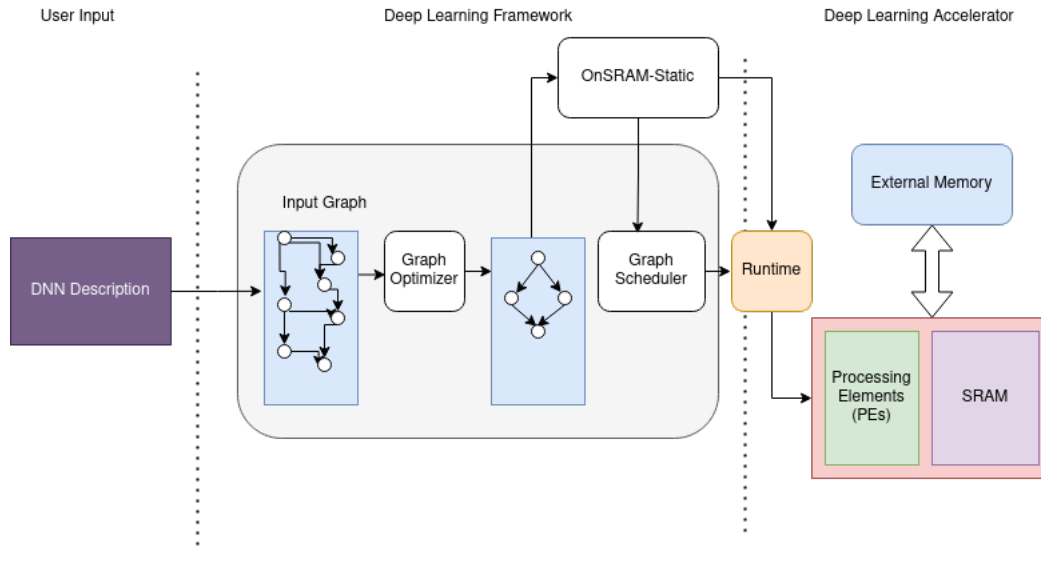 User Input
Deep Learning Framework
Deep Learning Accelerator
OnSRAM-Static
External Memory
Input Graph
DNN Description
Graph
Optimizer
Graph
Scheduler
Runtime
Processing
Elements
(PEs)
SRAM